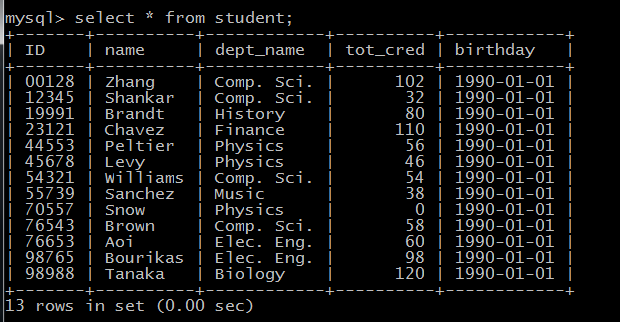 mysql> select * from student;
+-------+----------+------------+----------+------------+
| ID    | name     | dept_name  | tot_cred | birthday   |
+-------+----------+------------+----------+------------+
| 00128 | Zhang    | Comp. Sci. |      102 | 1990-01-01 |
| 12345 | Shankar  | Comp. Sci. |       32 | 1990-01-01 |
| 19991 | Brandt   | History    |       80 | 1990-01-01 |
| 23121 | Chavez   | Finance    |      110 | 1990-01-01 |
| 44553 | Peltier  | Physics    |       56 | 1990-01-01 |
| 45678 | Levy     | Physics    |       46 | 1990-01-01 |
| 54321 | Williams | Comp. Sci. |       54 | 1990-01-01 |
| 55739 | Sanchez  | Music      |       38 | 1990-01-01 |
| 70557 | Snow     | Physics    |        0 | 1990-01-01 |
| 76543 | Brown    | Comp. Sci. |       58 | 1990-01-01 |
| 76653 | Aoi      | Elec. Eng. |       60 | 1990-01-01 |
| 98765 | Bourikas | Elec. Eng. |       98 | 1990-01-01 |
| 98988 | Tanaka   | Biology    |      120 | 1990-01-01 |
+-------+----------+------------+----------+------------+
13 rows in set (0.00 sec)